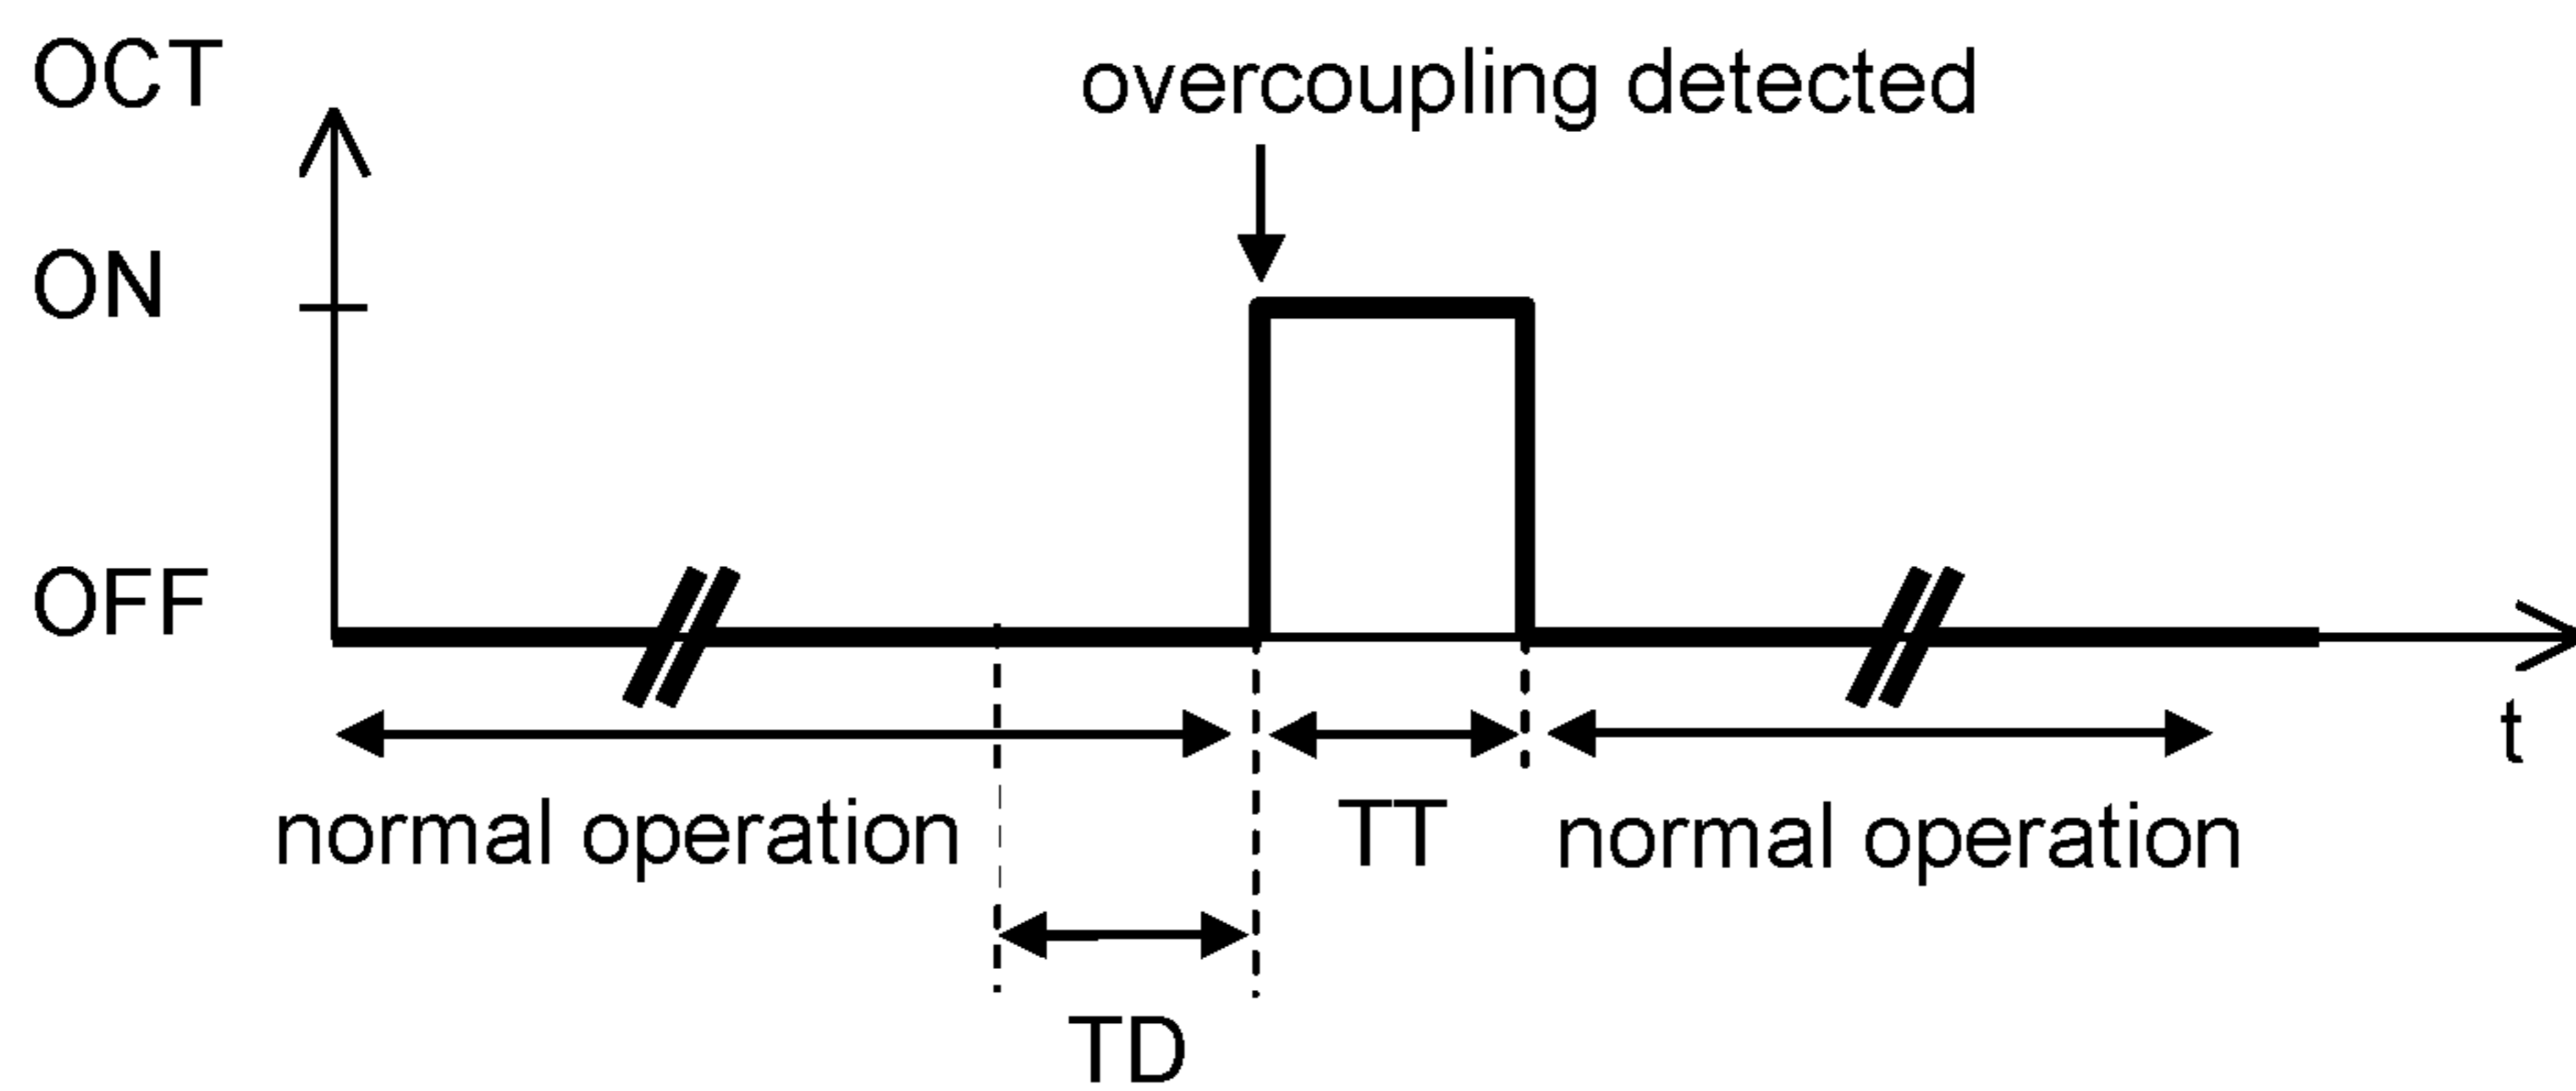 OCT
overcoupling detected
ON
OFF
t
normal operation
TT
normal operation
TD